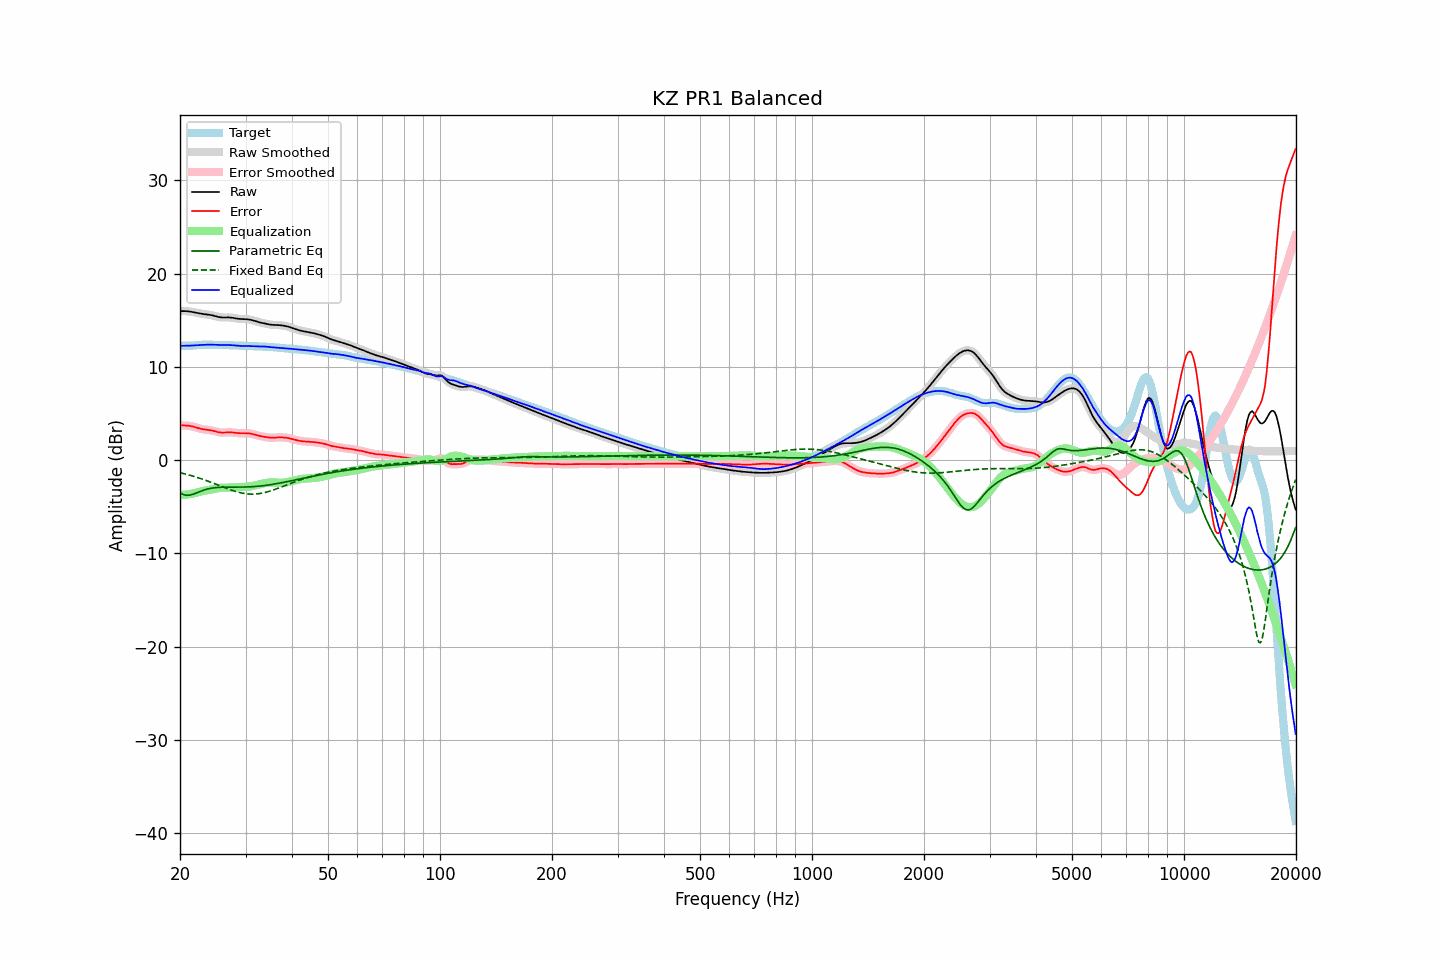 KZ PR1 Balanced
Target
Raw Smoothed
Error Smoothed
Raw
Error
Equalization
Parametric Eq
Fixed Band Eq
Equalized
Amplitude (dBr)
30
20
10
0
−10
−20
−30
−40
20
50
100
200
500
1000
2000
5000
10000
20000
Frequency (Hz)